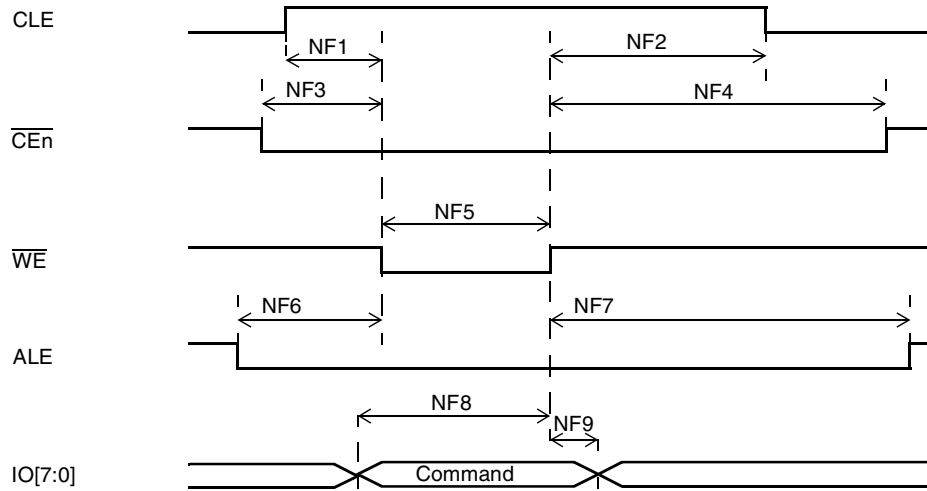 CLE
NF1
NF2
NF3
NF4
CEn
NF5
WE
NF6
NF7
ALE
NF8
NF9
IO[7:0]
Command